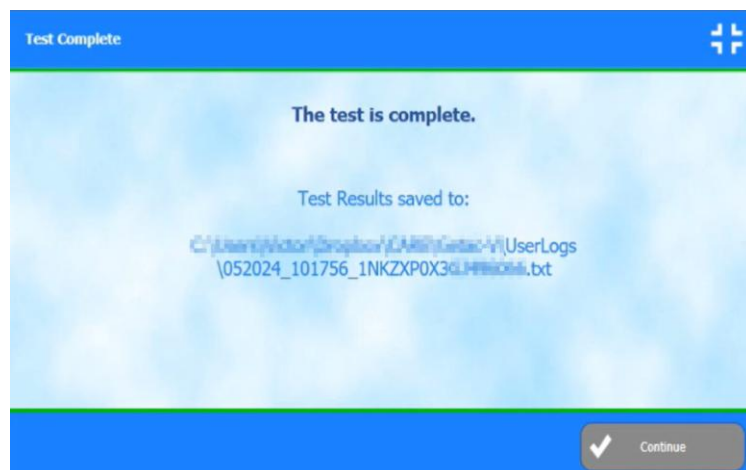 Test Complete
The test is complete.
Test Results saved to:
\UserLogs
\052024_101756_1NKZXP0X3 .txt
Continue